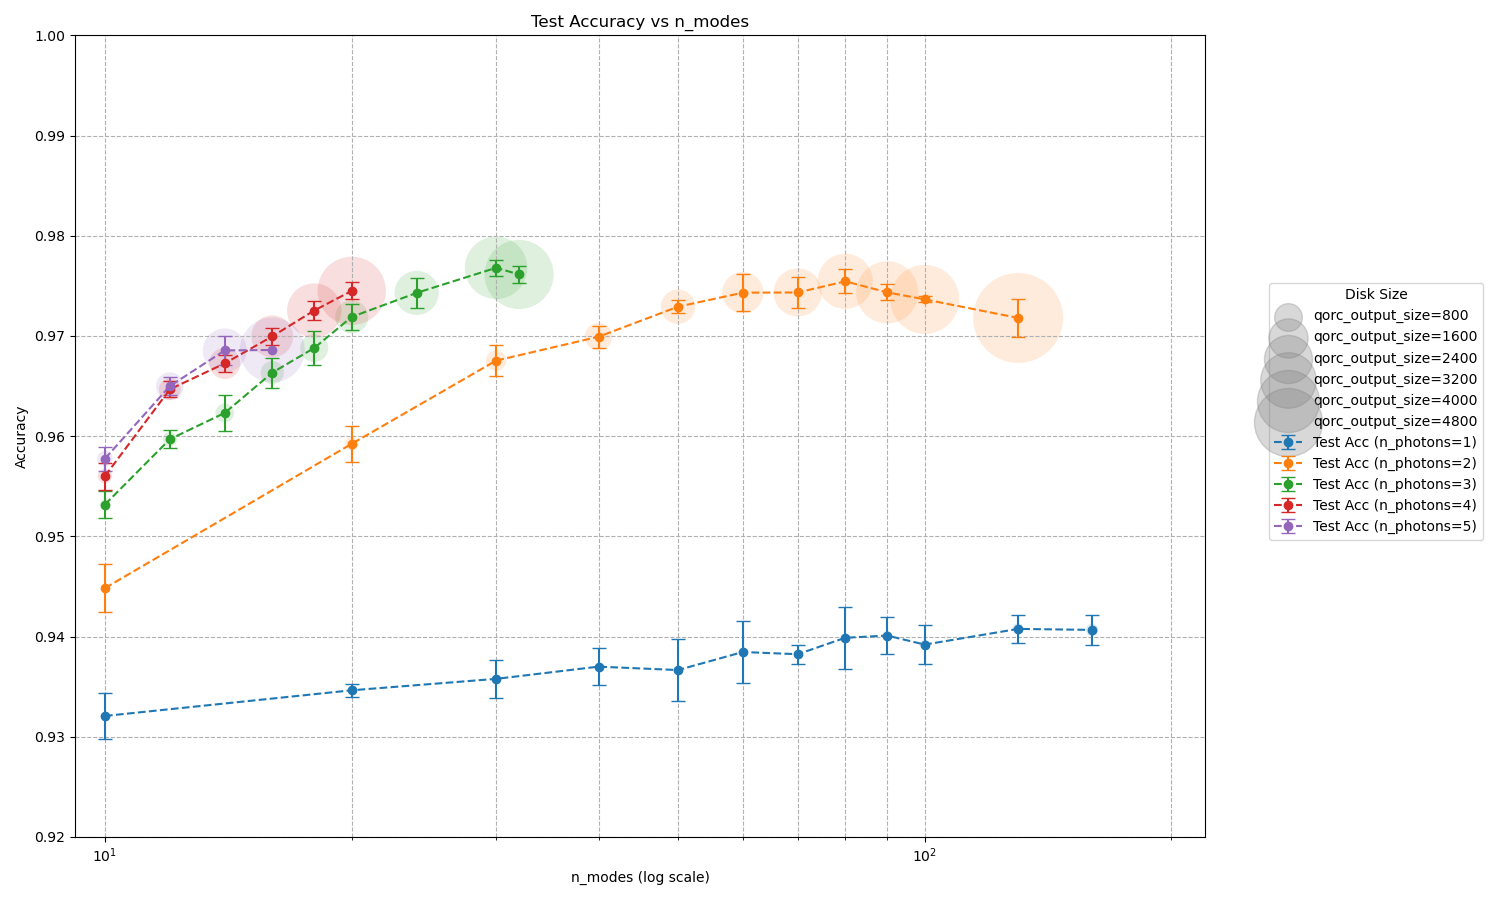 Test Accuracy vs n_modes
1.00
0.99
0.98
0.97
0.96
0.95
0.94
0.93
0.92
Accuracy
10¹
10²
n_modes (log scale)
Disk Size
qorc_output_size=800
qorc_output_size=1600
qorc_output_size=2400
qorc_output_size=3200
qorc_output_size=4000
qorc_output_size=4800
Test Acc (n_photons=1)
Test Acc (n_photons=2)
Test Acc (n_photons=3)
Test Acc (n_photons=4)
Test Acc (n_photons=5)